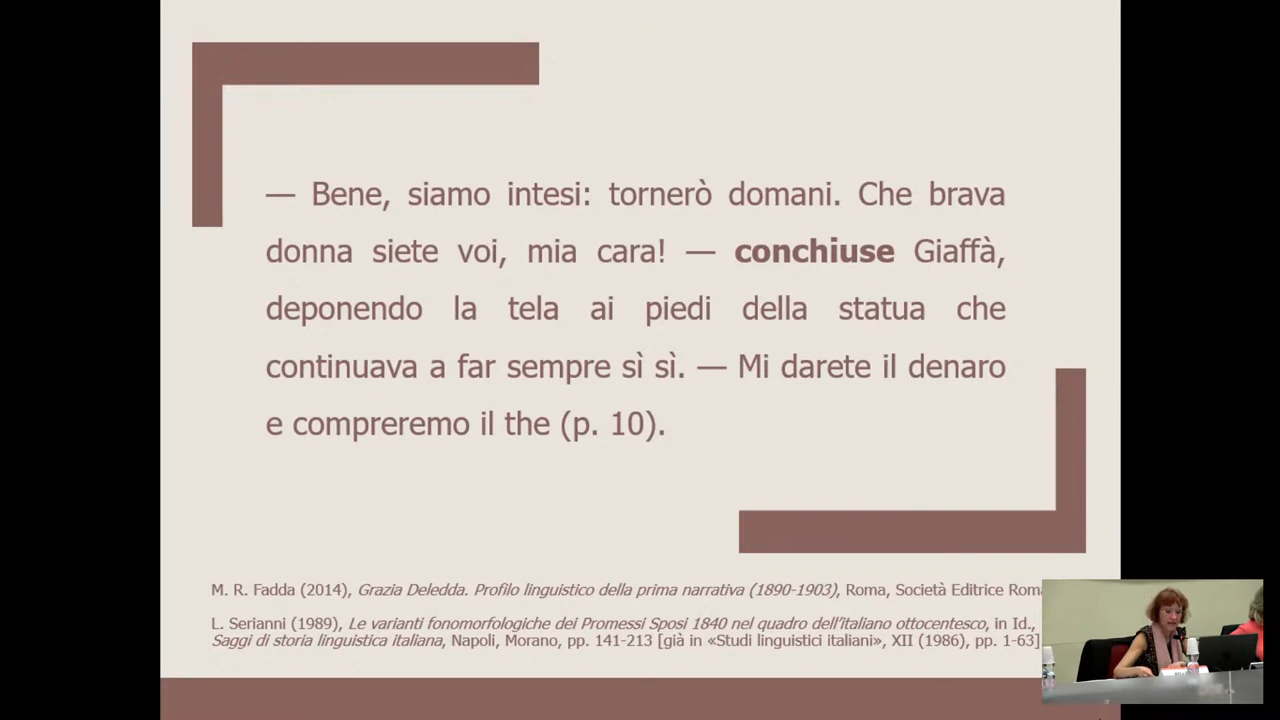 — Bene, siamo intesi: tornerò domani. Che brava
donna siete voi, mia cara! — conchiuse Giaffà,
deponendo la tela ai piedi della statua che
continuava a far sempre sì sì. — Mi darete il denaro
e compreremo il the (p. 10).
M. R. Fadda (2014), Grazia Deledda. Profilo linguistico della prima narrativa (1890-1903), Roma, Società Editrice
L. Serianni (1989), Le varianti fonomorfologiche dei Promessi Sposi 1840 nel quadro dell'italiano ottocentesco, in Id.,
Saggi di storia linguistica italiana, Napoli, Morano, pp. 141-213 [già in «Studi linguistici italiani», XII (1986), pp. 1-63]